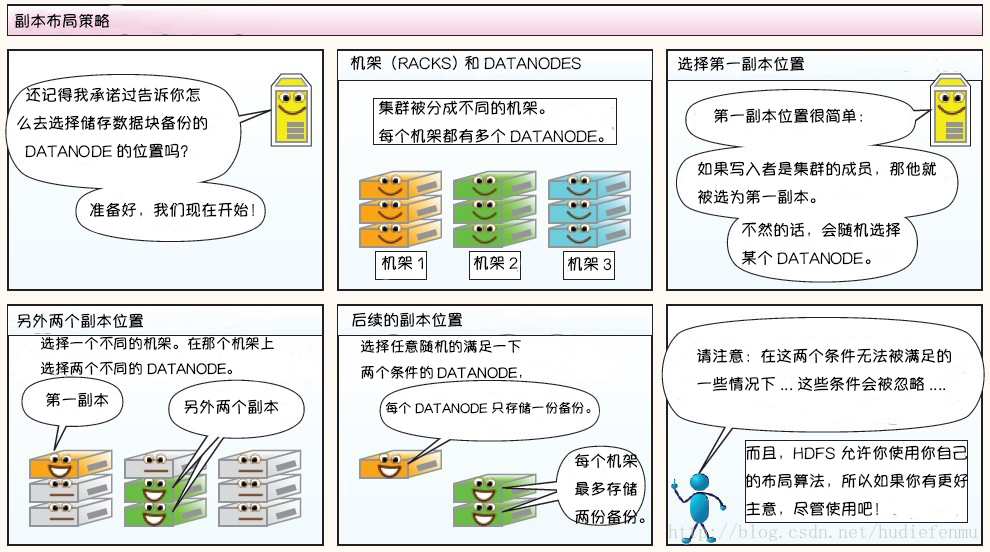 副本布局策略
还记得我承诺过告诉你怎
么去选择储存数据块备份的
DATANODE 的位置吗?
准备好，我们现在开始!
机架（RACKS）和 DATANODES
集群被分成不同的机架。
每个机架都有多个 DATANODE。
机架 1
机架 2
机架 3
选择第一副本位置
第一副本位置很简单：
如果写入者是集群的成员，那他就
被选为第一副本。
不然的话，会随机选择
某个 DATANODE。
另外两个副本位置
选择一个不同的机架。在那个机架上
选择两个不同的 DATANODE。
第一副本
另外两个副本
后续的副本位置
选择任意随机的满足一下
两个条件的 DATANODE，
每个 DATANODE 只存储一份备份。
每个机架
最多存储
两份备份。
请注意：在这两个条件无法被满足的
一些情况下 ... 这些条件会被忽略 ....
而且，HDFS 允许你使用你自己
的布局算法，所以如果你有更好
主意，尽管使用吧!
http://blog.csdn.net/hudiefenmu